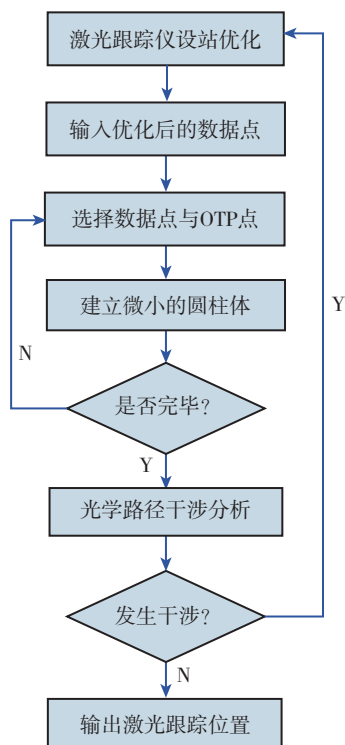 激光跟踪仪设站优化
输入优化后的数据点
选择数据点与OTP点
建立微小的圆柱体
Y
N
是否完毕？
Y
光学路径干涉分析
发生干涉？
N
输出激光跟踪位置